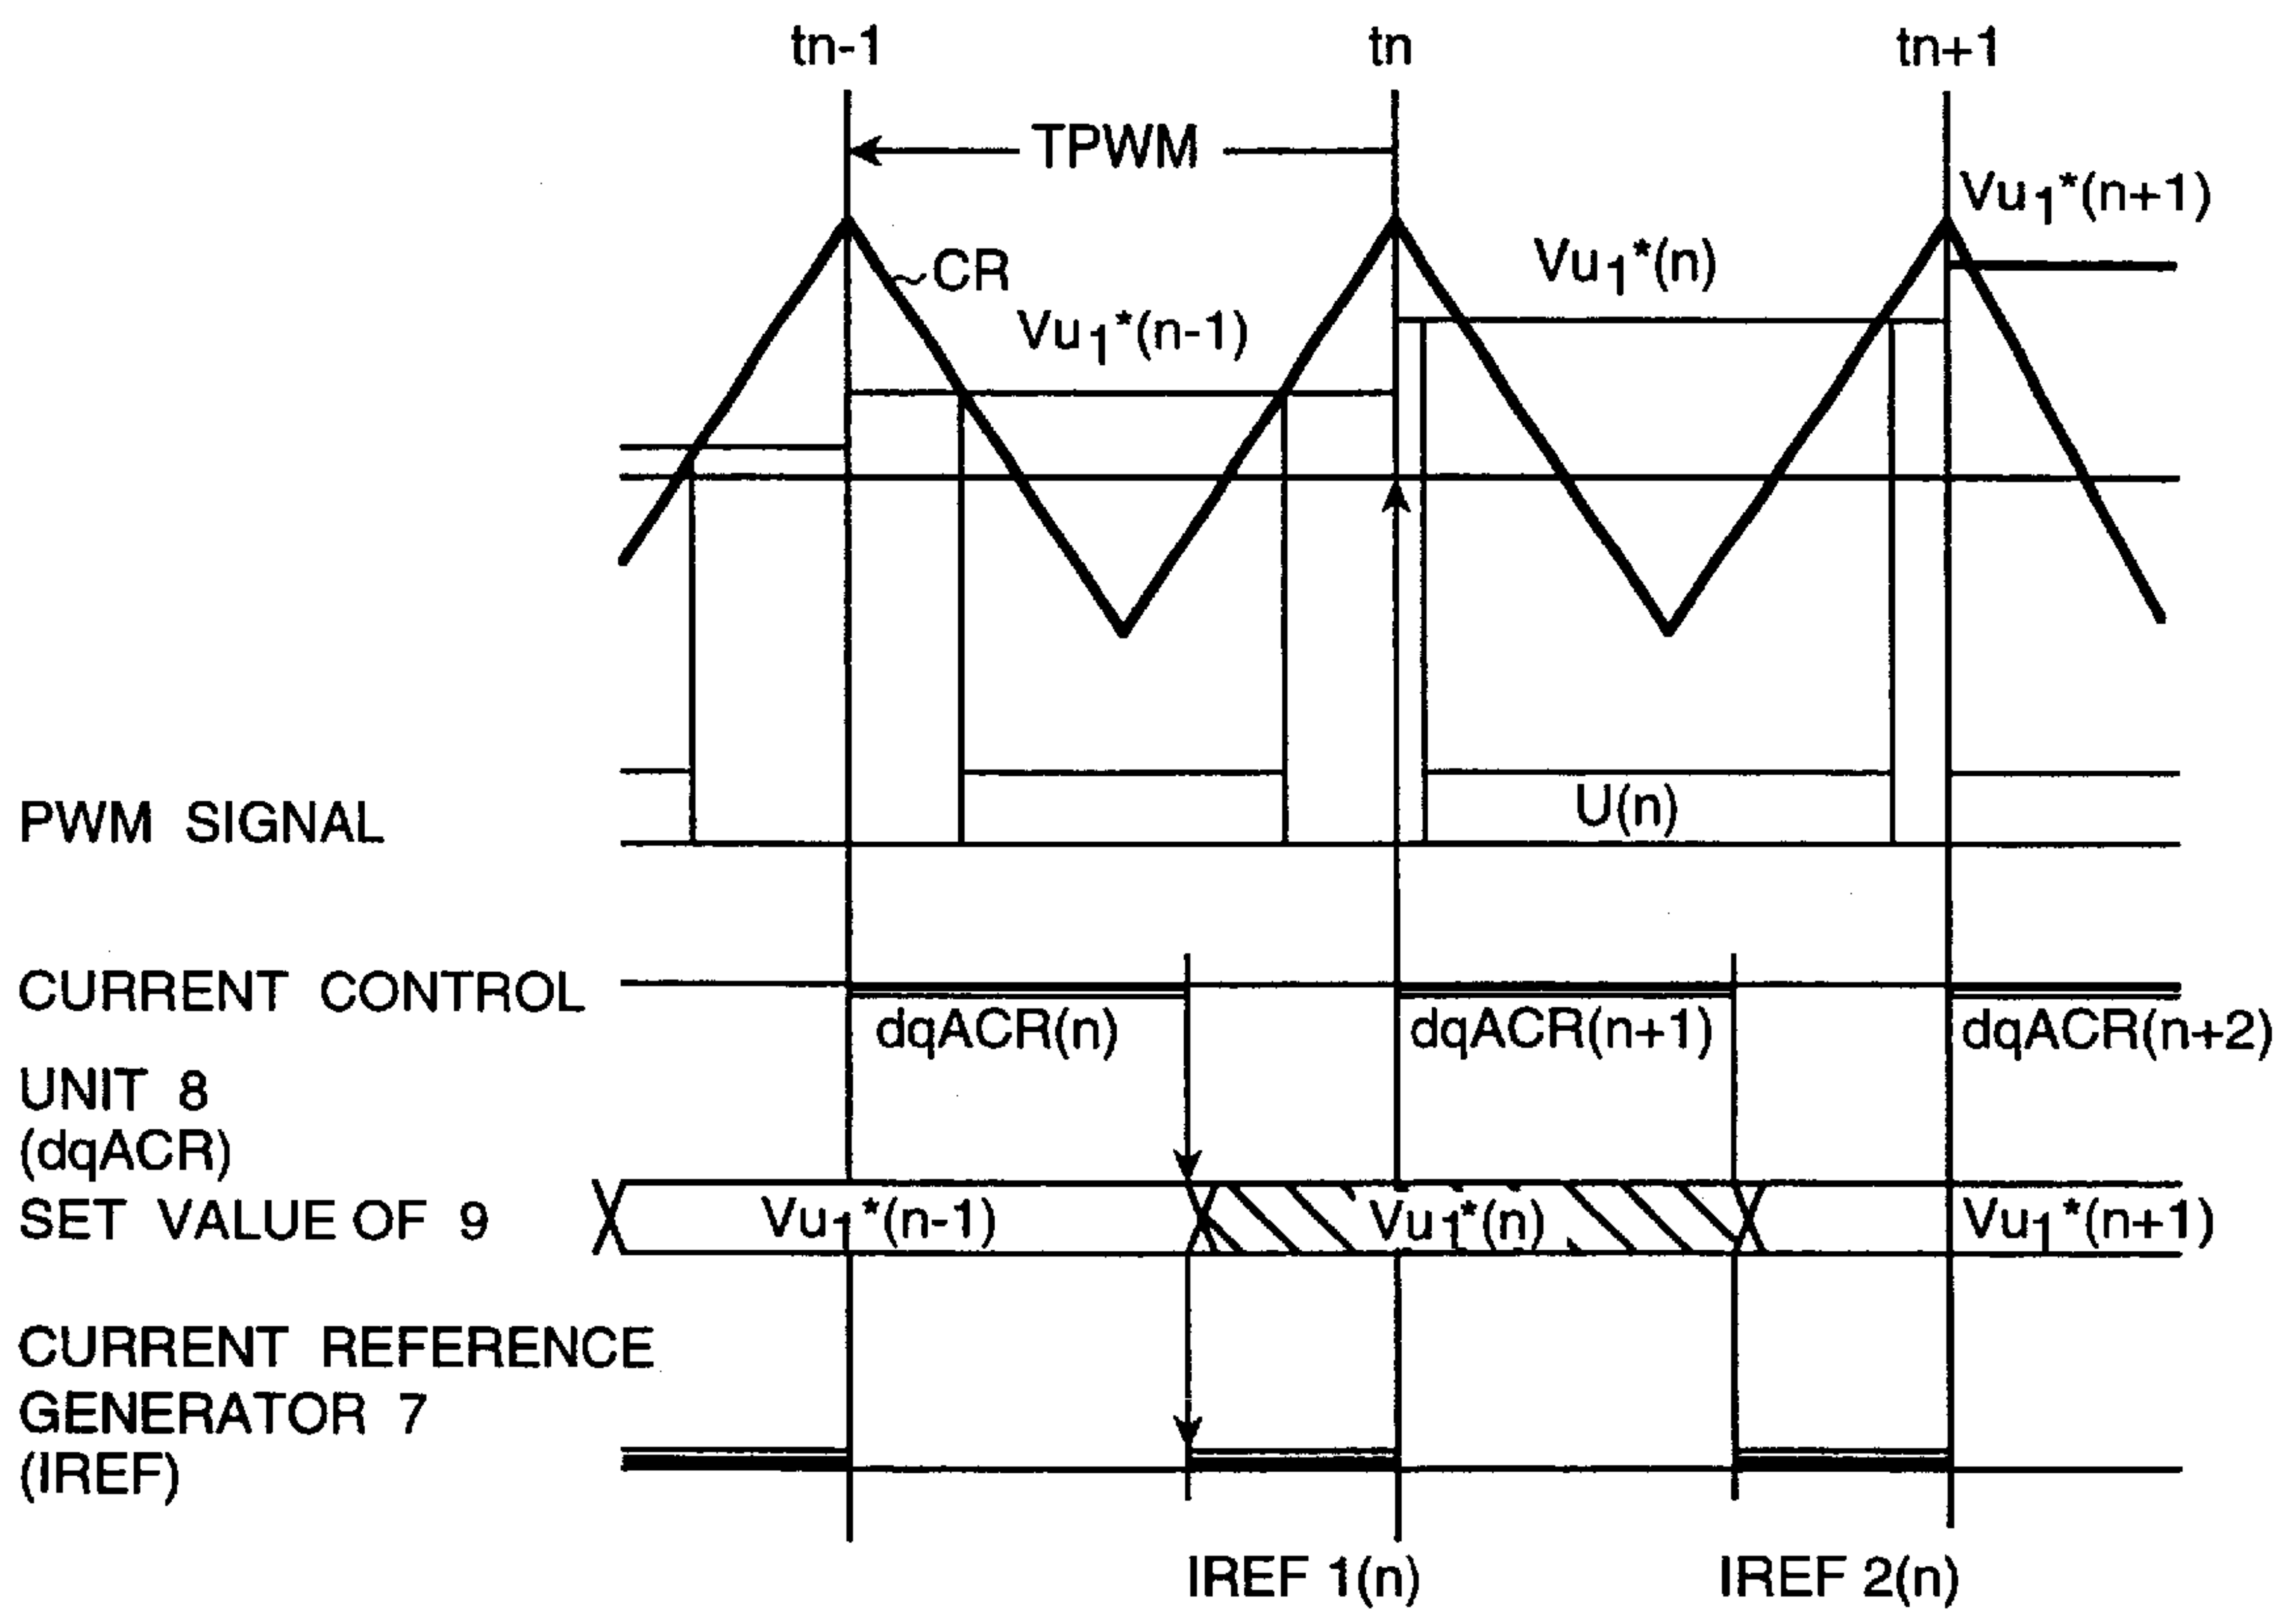 tn-1
tn
tn+1
TPWM
Vu1*(n+1)
Vu1*(n)
CR
Vu1*(n-1)
U(n)
PWM SIGNAL
CURRENT CONTROL
dqACR(n)
dqACR(n+1)
dqACR(n+2)
UNIT 8
(dqACR)
SET VALUE OF 9
Vu1*(n-1)
Vu1*(n)
Vu1*(n+1)
CURRENT REFERENCE
GENERATOR 7
(IREF)
IREF 1(n)
IREF 2(n)